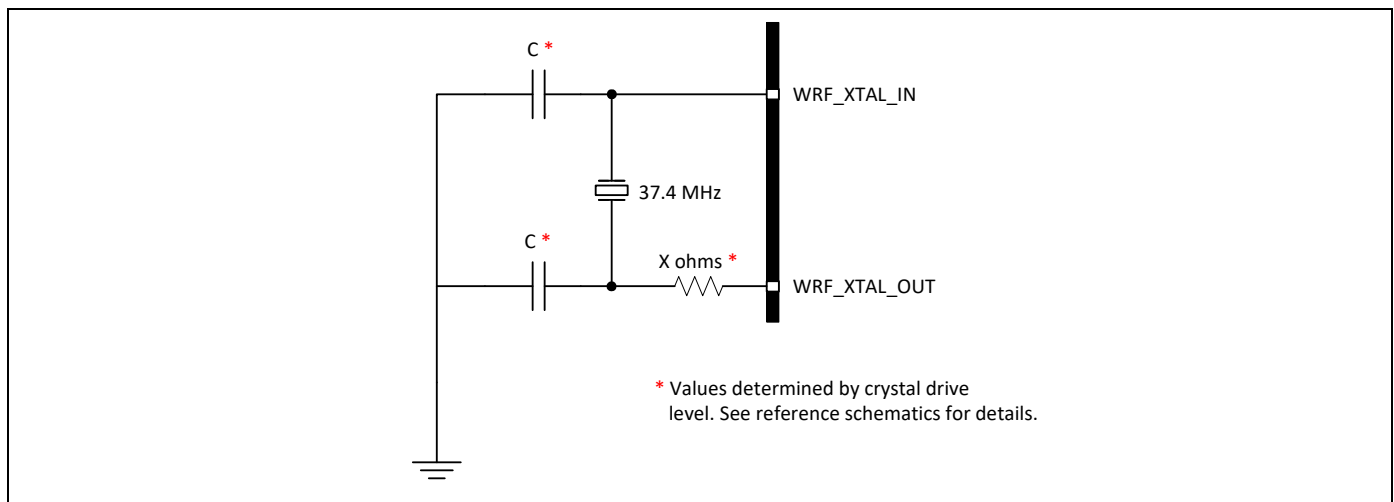 C *
WRF_XTAL_IN
37.4 MHz
C *
X ohms *
WRF_XTAL_OUT
* Values determined by crystal drive
level. See reference schematics for details.